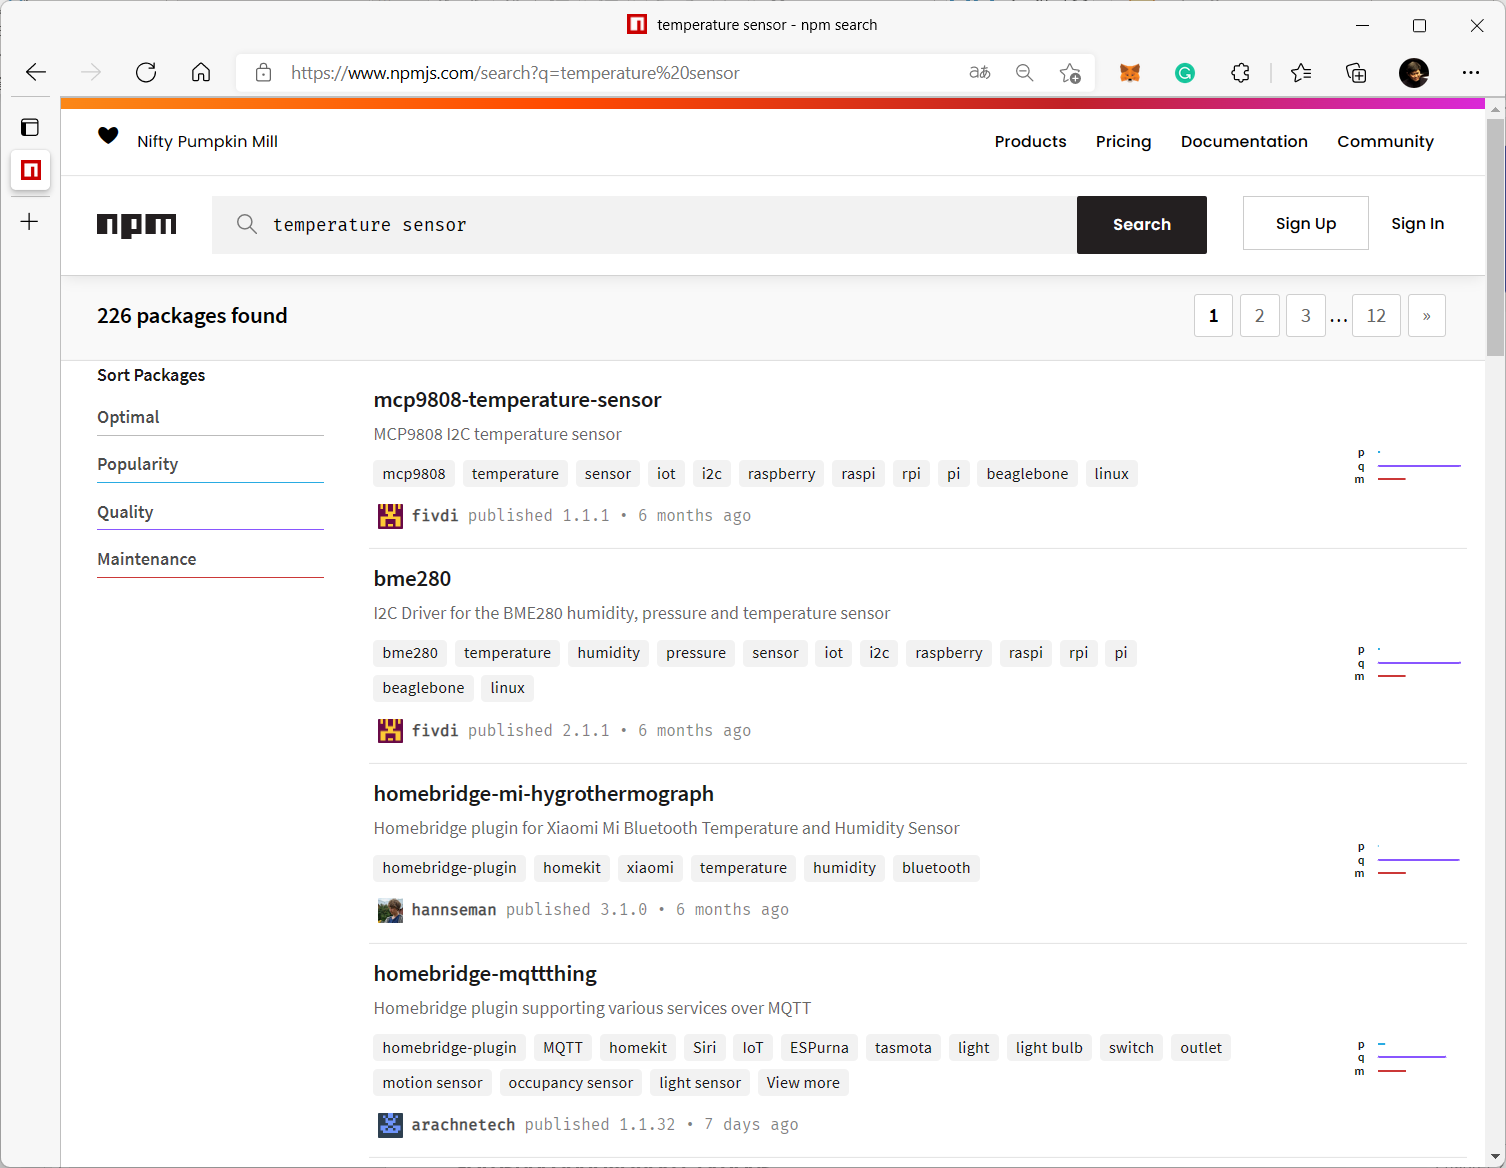 temperature sensor - npm search
https://www.npmjs.com/search?q=temperature%20sensor
Nifty Pumpkin Mill
Products Pricing Documentation Community
npm
temperature sensor
Search
Sign Up
Sign In
226 packages found
1 2 3 ... 12 »
Sort Packages
Optimal
Popularity
Quality
Maintenance
mcp9808-temperature-sensor
MCP9808 I2C temperature sensor
mcp9808 temperature sensor iot i2c raspberry raspi rpi pi beaglebone linux
fivdi published 1.1.1 • 6 months ago
p
q
m
bme280
I2C Driver for the BME280 humidity, pressure and temperature sensor
bme280 temperature humidity pressure sensor iot i2c raspberry raspi rpi pi
beaglebone linux
fivdi published 2.1.1 • 6 months ago
p
q
m
homebridge-mi-hygrothermograph
Homebridge plugin for Xiaomi Mi Bluetooth Temperature and Humidity Sensor
homebridge-plugin homekit xiaomi temperature humidity bluetooth
hannseman published 3.1.0 • 6 months ago
p
q
m
homebridge-mqttthing
Homebridge plugin supporting various services over MQTT
homebridge-plugin MQTT homekit Siri IoT ESPurna tasmota light light bulb switch outlet
motion sensor occupancy sensor light sensor View more
arachnetech published 1.1.32 • 7 days ago
p
q
m